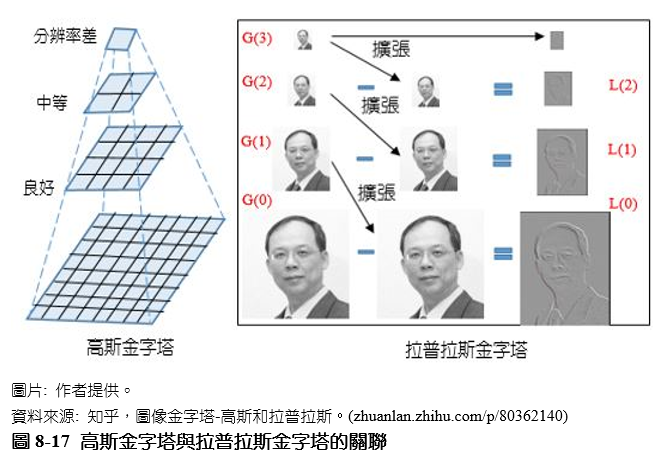 分辨率差
中等
良好
高斯金字塔
G(3)
擴張
G(2)
擴張
L(2)
G(1)
擴張
L(1)
G(0)
L(0)
拉普拉斯金字塔
圖片: 作者提供。
資料來源: 知乎，圖像金字塔-高斯和拉普拉斯。(zhuanlan.zhihu.com/p/80362140)
圖 8-17 高斯金字塔與拉普拉斯金字塔的關聯